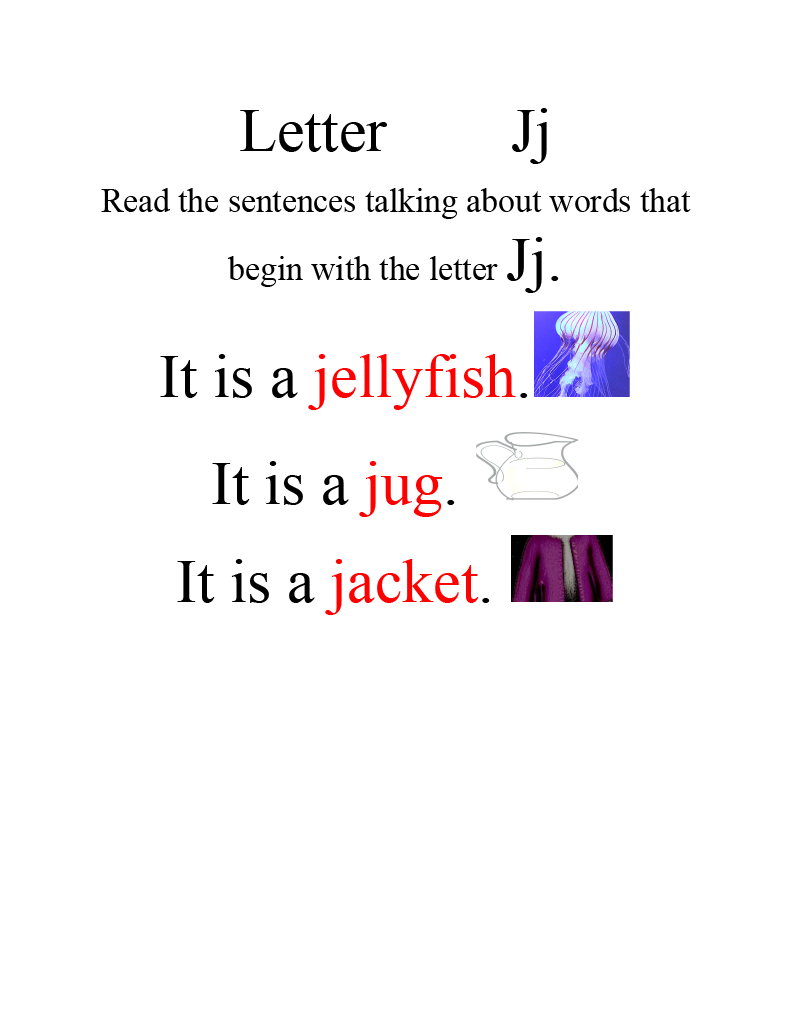 Letter Jj
Read the sentences talking about words that
begin with the letter Jj.
It is a jellyfish.
It is a jug.
It is a jacket.